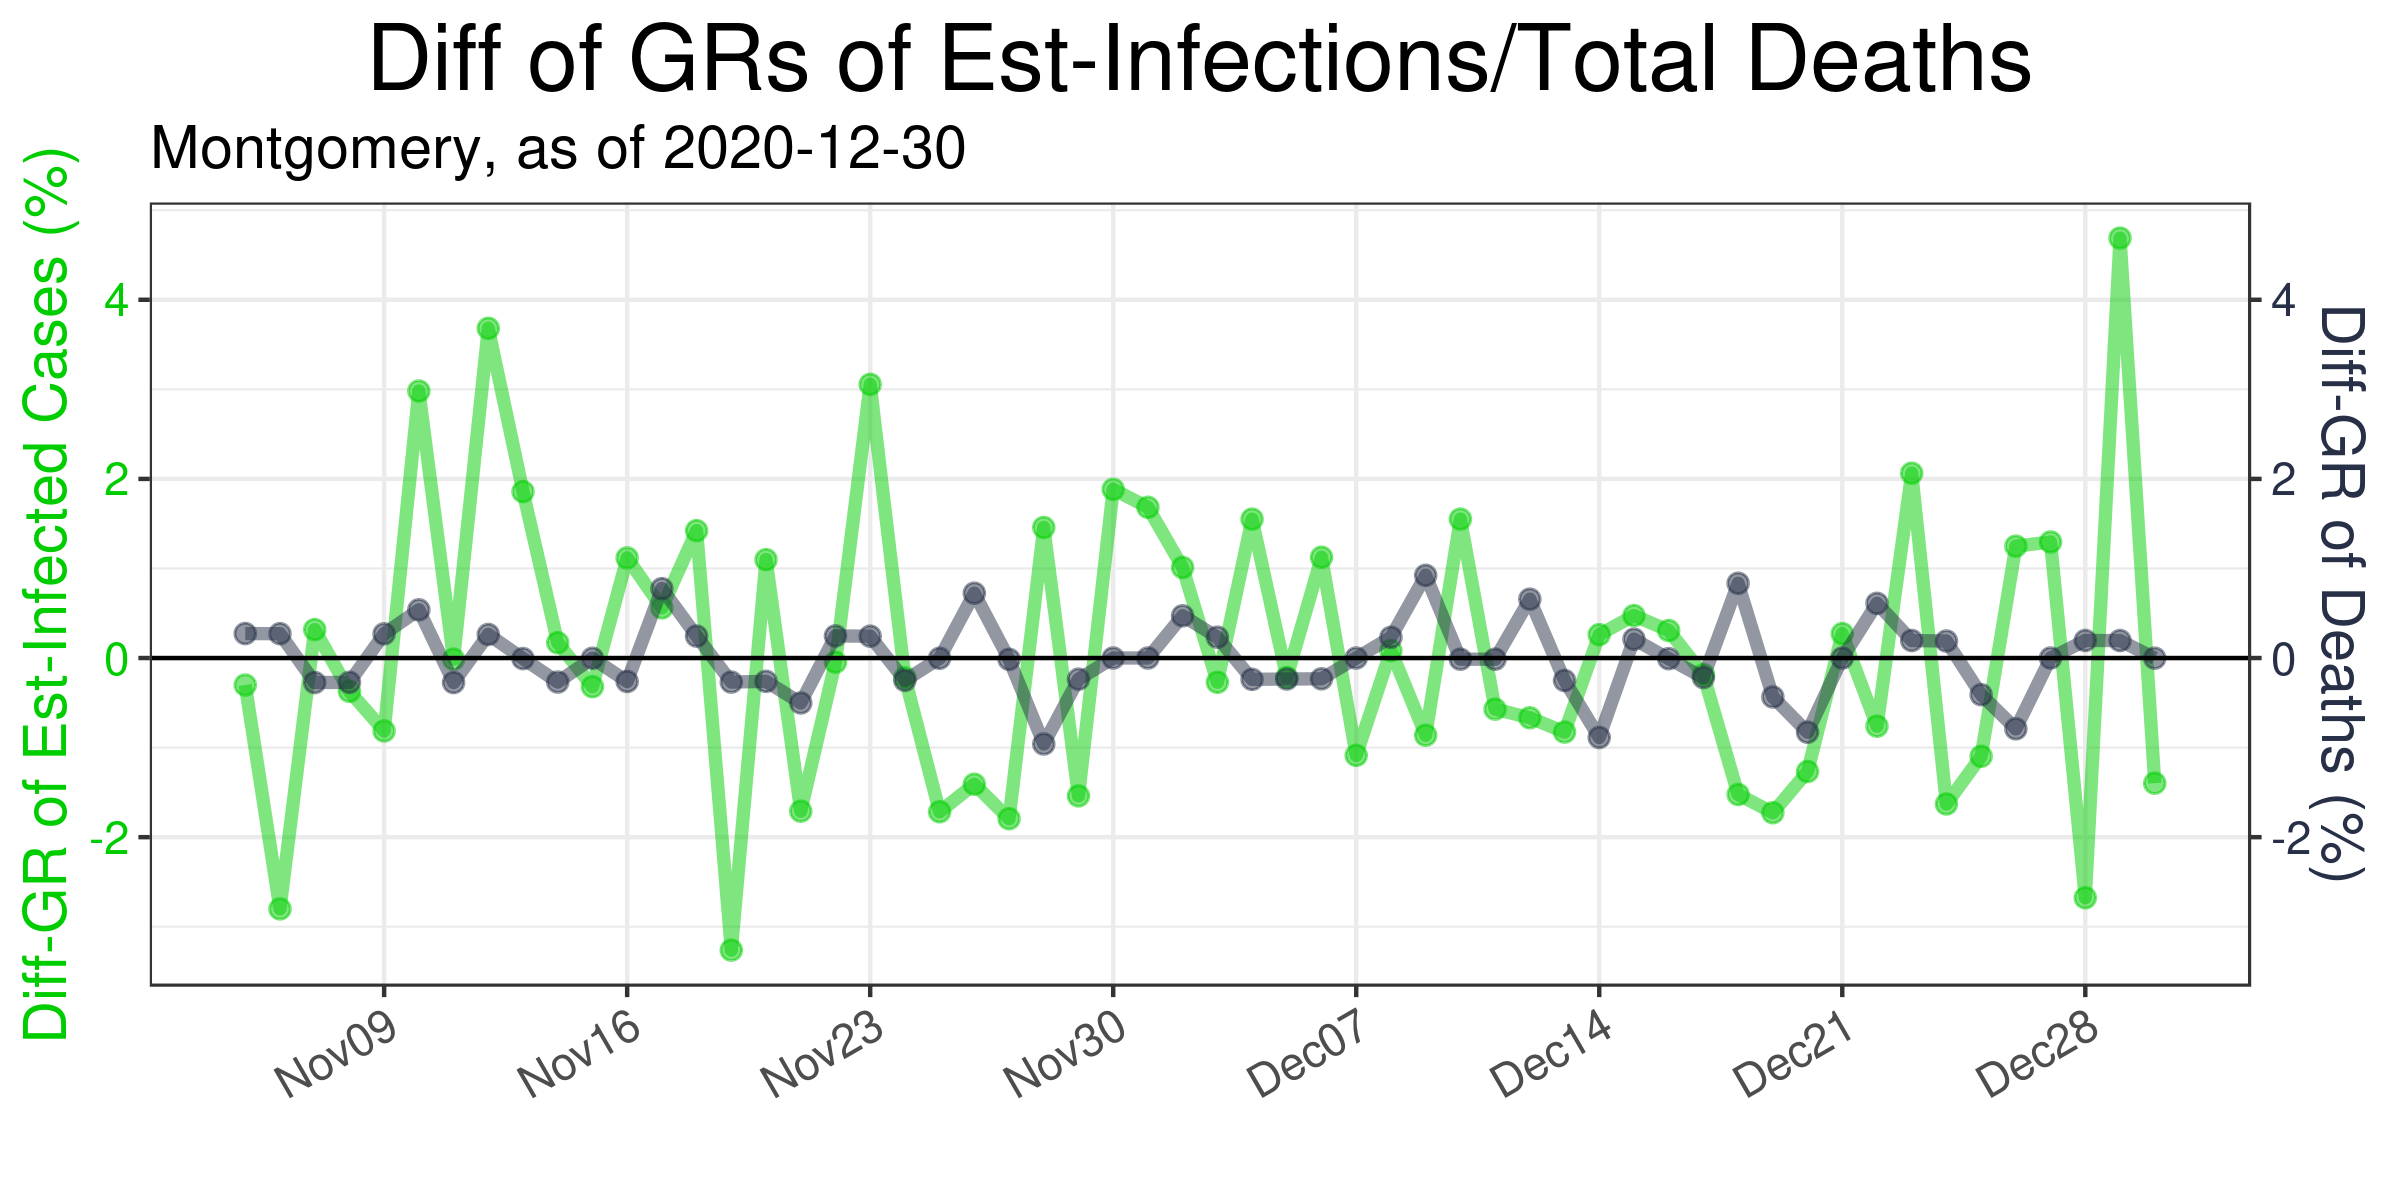 Diff of GRs of Est-Infections/Total Deaths
Montgomery, as of 2020-12-30
Diff-GR of Est-Infected Cases (%)
4
2
0
-2
4
2
0
-2
Diff-GR of Deaths (%)
Nov09
Nov16
Nov23
Nov30
Dec07
Dec14
Dec21
Dec28